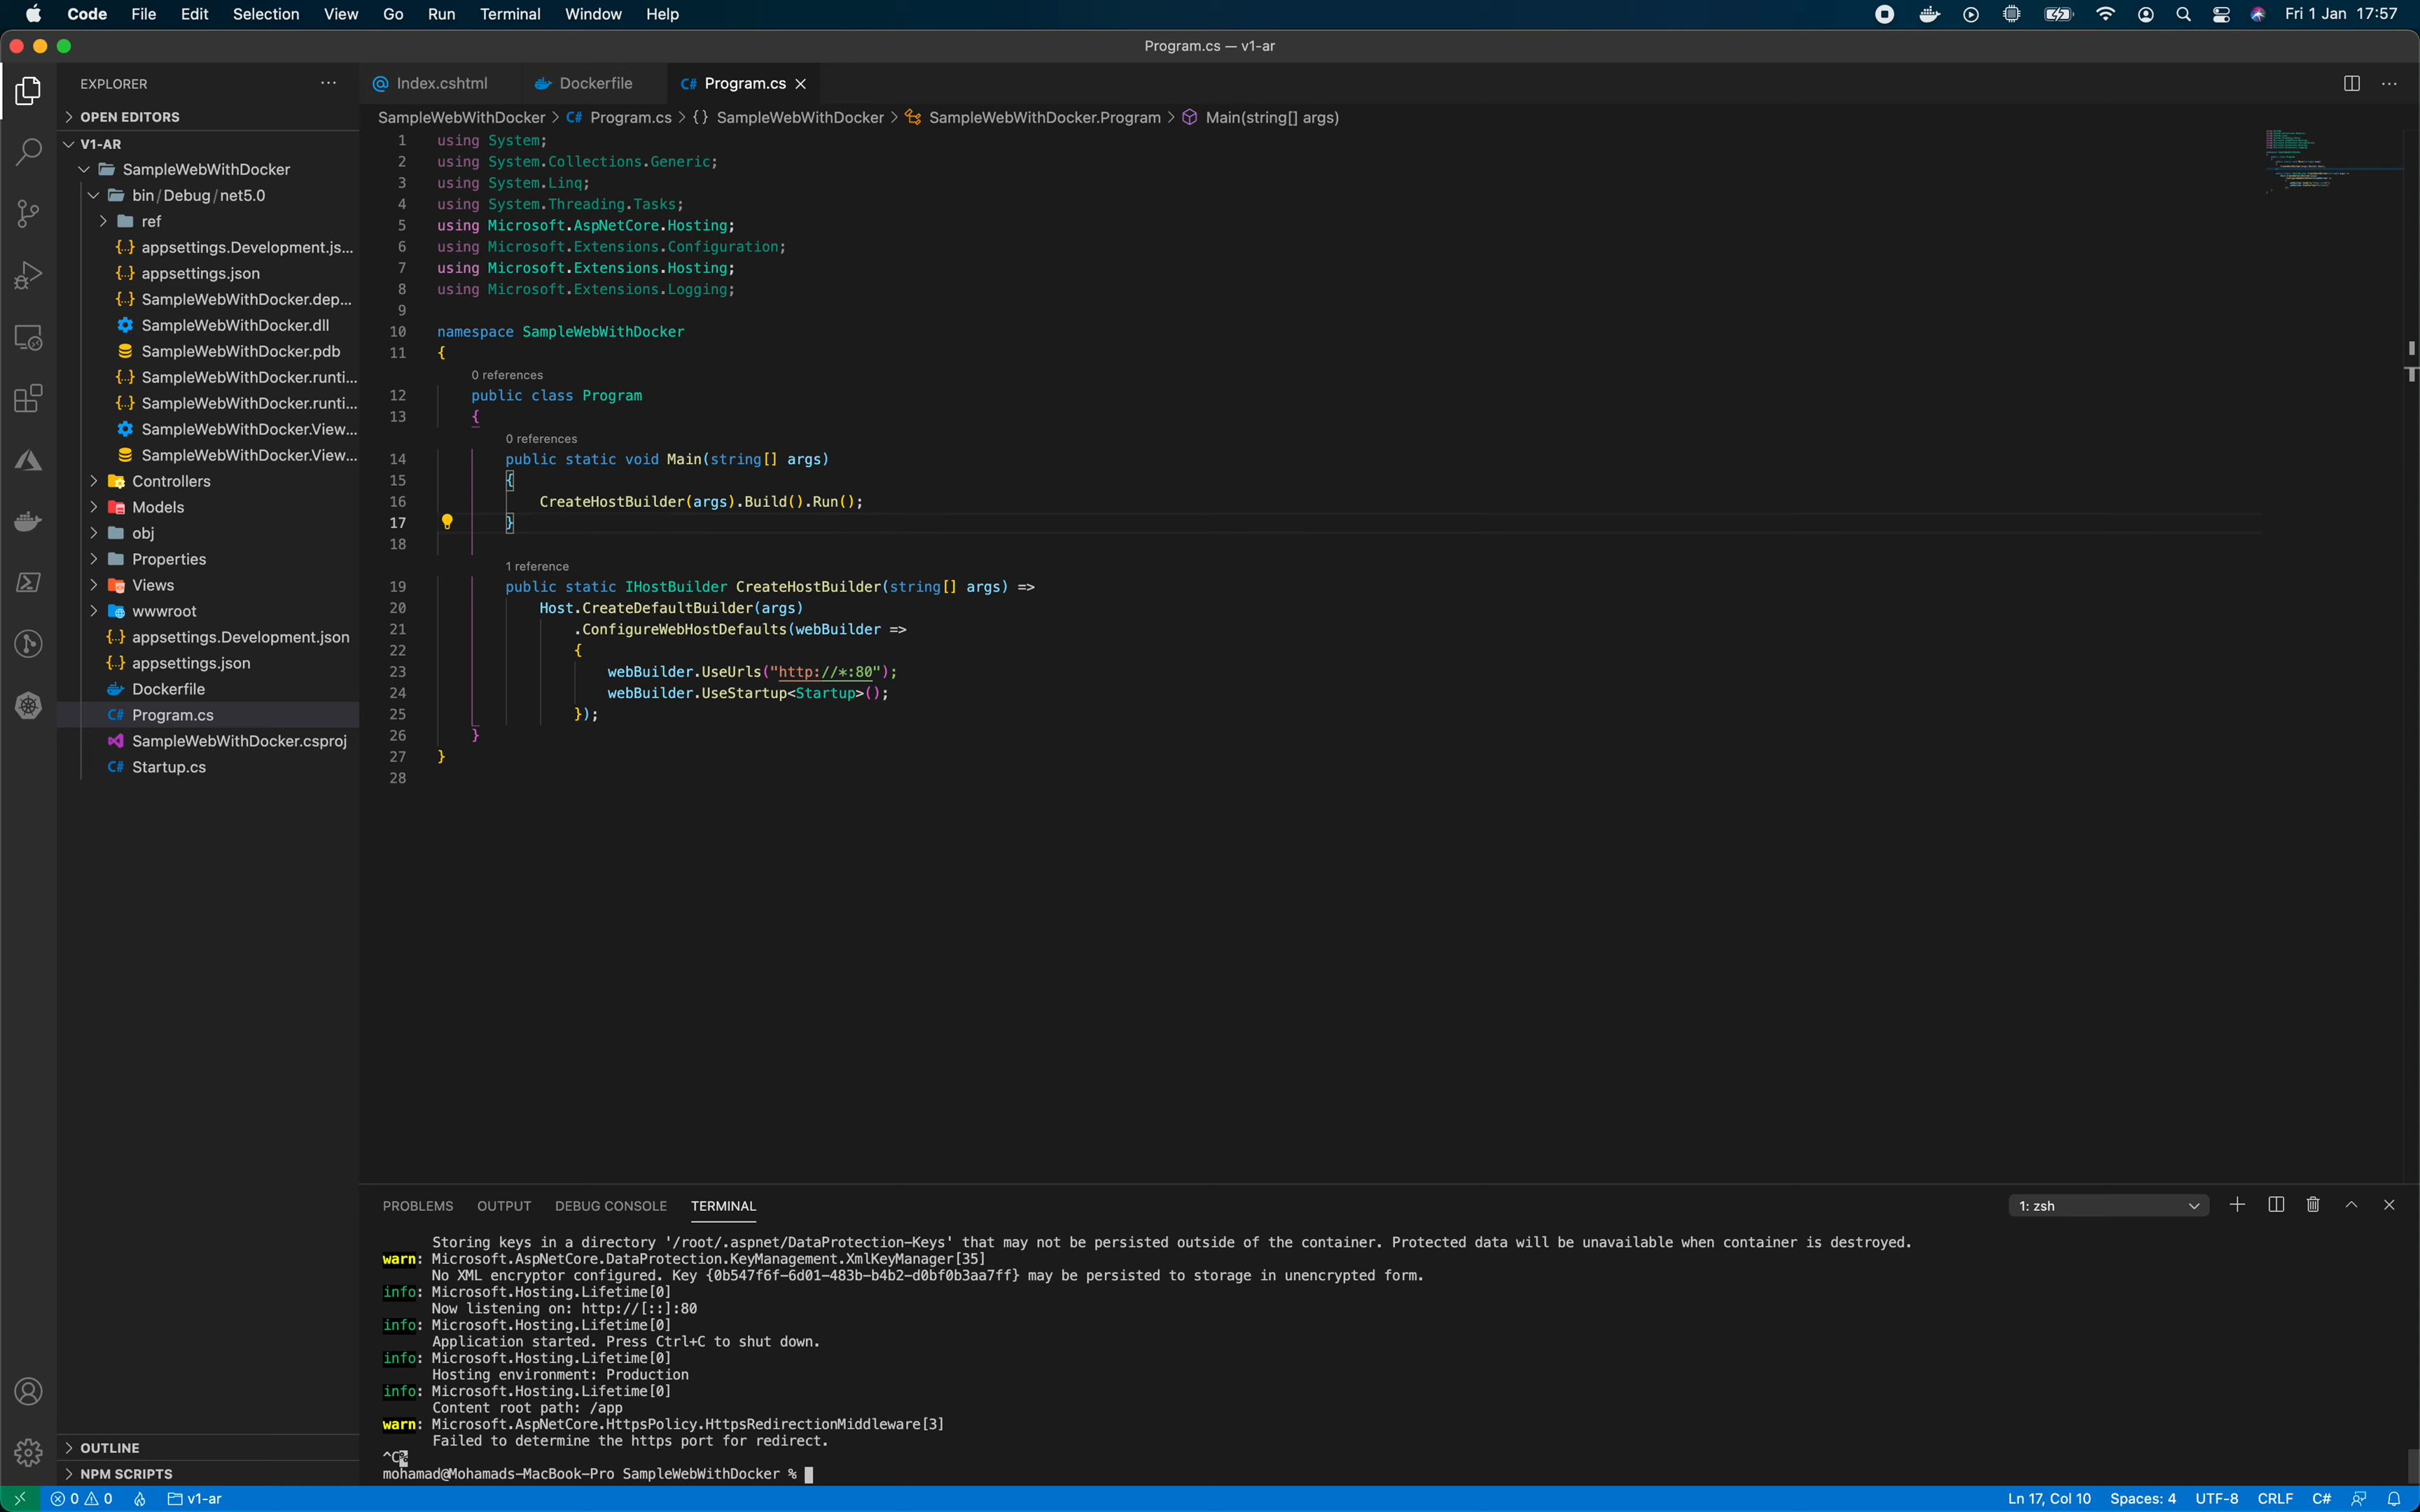 Code File Edit Selection View Go Run Terminal Window Help Fri 1 Jan 17:57
Program.cs — v1-ar
EXPLORER
OPEN EDITORS
V1-AR
SampleWebWithDocker
bin/Debug/net5.0
ref
appsettings.Development.js...
appsettings.json
SampleWebWithDocker.dep...
SampleWebWithDocker.dll
SampleWebWithDocker.pdb
SampleWebWithDocker.runti...
SampleWebWithDocker.runti...
SampleWebWithDocker.View...
SampleWebWithDocker.View...
Controllers
Models
obj
Properties
Views
wwwroot
appsettings.Development.json
appsettings.json
Dockerfile
C# Program.cs
SampleWebWithDocker.csproj
C# Startup.cs
OUTLINE
NPM SCRIPTS
Index.cshtml Dockerfile C# Program.cs
SampleWebWithDocker > C# Program.cs > {} SampleWebWithDocker > SampleWebWithDocker.Program > Main(string[] args)
1 using System;
2 using System.Collections.Generic;
3 using System.Linq;
4 using System.Threading.Tasks;
5 using Microsoft.AspNetCore.Hosting;
6 using Microsoft.Extensions.Configuration;
7 using Microsoft.Extensions.Hosting;
8 using Microsoft.Extensions.Logging;
9
10 namespace SampleWebWithDocker
11 {
0 references
12 public class Program
13 {
0 references
14 public static void Main(string[] args)
15 {
16 CreateHostBuilder(args).Build().Run();
17 }
18
1 reference
19 public static IHostBuilder CreateHostBuilder(string[] args) =>
20 Host.CreateDefaultBuilder(args)
21 .ConfigureWebHostDefaults(webBuilder =>
22 {
23 webBuilder.UseUrls("http://*:80");
24 webBuilder.UseStartup<Startup>();
25 });
26 }
27 }
28
PROBLEMS OUTPUT DEBUG CONSOLE TERMINAL 1: zsh
Storing keys in a directory '/root/.aspnet/DataProtection-Keys' that may not be persisted outside of the container. Protected data will be unavailable when container is destroyed.
warn: Microsoft.AspNetCore.DataProtection.KeyManagement.XmlKeyManager[35]
No XML encryptor configured. Key {0b547f6f-6d01-483b-b4b2-d0bf0b3aa7ff} may be persisted to storage in unencrypted form.
info: Microsoft.Hosting.Lifetime[0]
Now listening on: http://[::]:80
info: Microsoft.Hosting.Lifetime[0]
Application started. Press Ctrl+C to shut down.
info: Microsoft.Hosting.Lifetime[0]
Hosting environment: Production
info: Microsoft.Hosting.Lifetime[0]
Content root path: /app
warn: Microsoft.AspNetCore.HttpsPolicy.HttpsRedirectionMiddleware[3]
Failed to determine the https port for redirect.
^C%
mohamad@Mohamads-MacBook-Pro SampleWebWithDocker %
0 0 v1-ar Ln 17, Col 10 Spaces: 4 UTF-8 CRLF C#